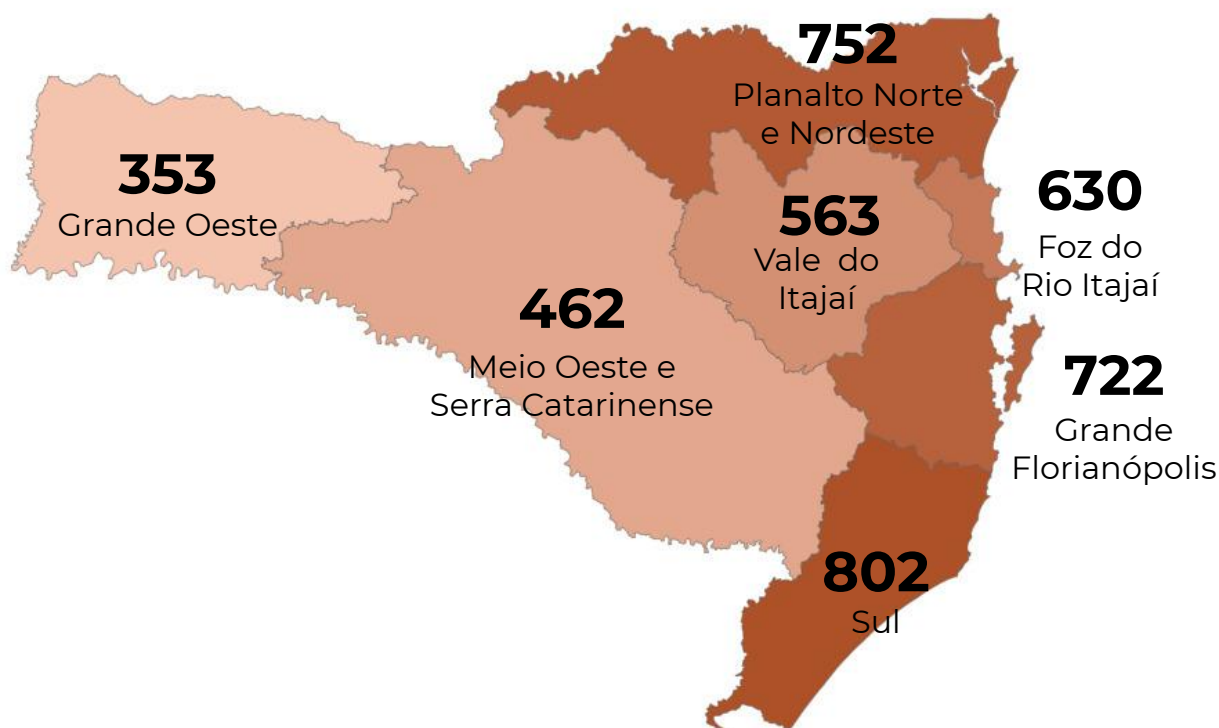 752
Planalto Norte
e Nordeste
353
Grande Oeste
563
Vale do
Itajaí
630
Foz do
Rio Itajaí
462
Meio Oeste e
Serra Catarinense
722
Grande
Florianópolis
802
Sul